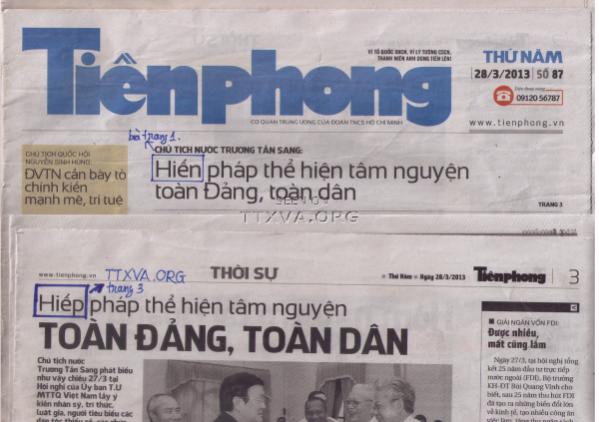 VÌ TỔ QUỐC XHCN, VÌ LÝ TƯỞNG CSCN,
THANH NIÊN ANH DŨNG TIẾN LÊN!
Tiền phong
THỨ NĂM
28/3/2013 SỐ 87
09120 56787
CƠ QUAN TRUNG ƯƠNG CỦA ĐOÀN TNCS HỒ CHÍ MINH
www.tienphong.vn
bìa trang 1.
CHỦ TỊCH QUỐC HỘI
NGUYỄN SINH HÙNG:
ĐVTN cần bày tỏ
chính kiến
mạnh mẽ, trí tuệ
CHỦ TỊCH NƯỚC TRƯƠNG TẤN SANG:
Hiến pháp thể hiện tâm nguyện
toàn Đảng, toàn dân
TRANG 3
SEE ON
TTXVA.ORG
www.tienphong.vn TTXVA.ORG THỜI SỰ Thứ Năm Ngày 28/3/2013 Tiền phong 3
trang 3
Hiếp pháp thể hiện tâm nguyện
TOÀN ĐẢNG, TOÀN DÂN
Chủ tịch nước
Trương Tấn Sang phát biểu
như vậy chiều 27/3 tại
Hội nghị của Ủy ban T.Ư
MTTQ Việt Nam lấy ý
kiến nhân sỹ, trí thức,
luật gia, người tiêu biểu các
GIẢI NGÂN VỐN FDI:
Được nhiều,
mất cũng lắm
Ngày 27/3, tại hội nghị tổng
kết 25 năm đầu tư trực tiếp
nước ngoài (FDI), Bộ trưởng
KH-ĐT Bùi Quang Vinh cho
biết, sau 25 năm thu hút FDI
đã tạo ra những biến đổi lớn
về kinh tế, tạo nhiều công ăn